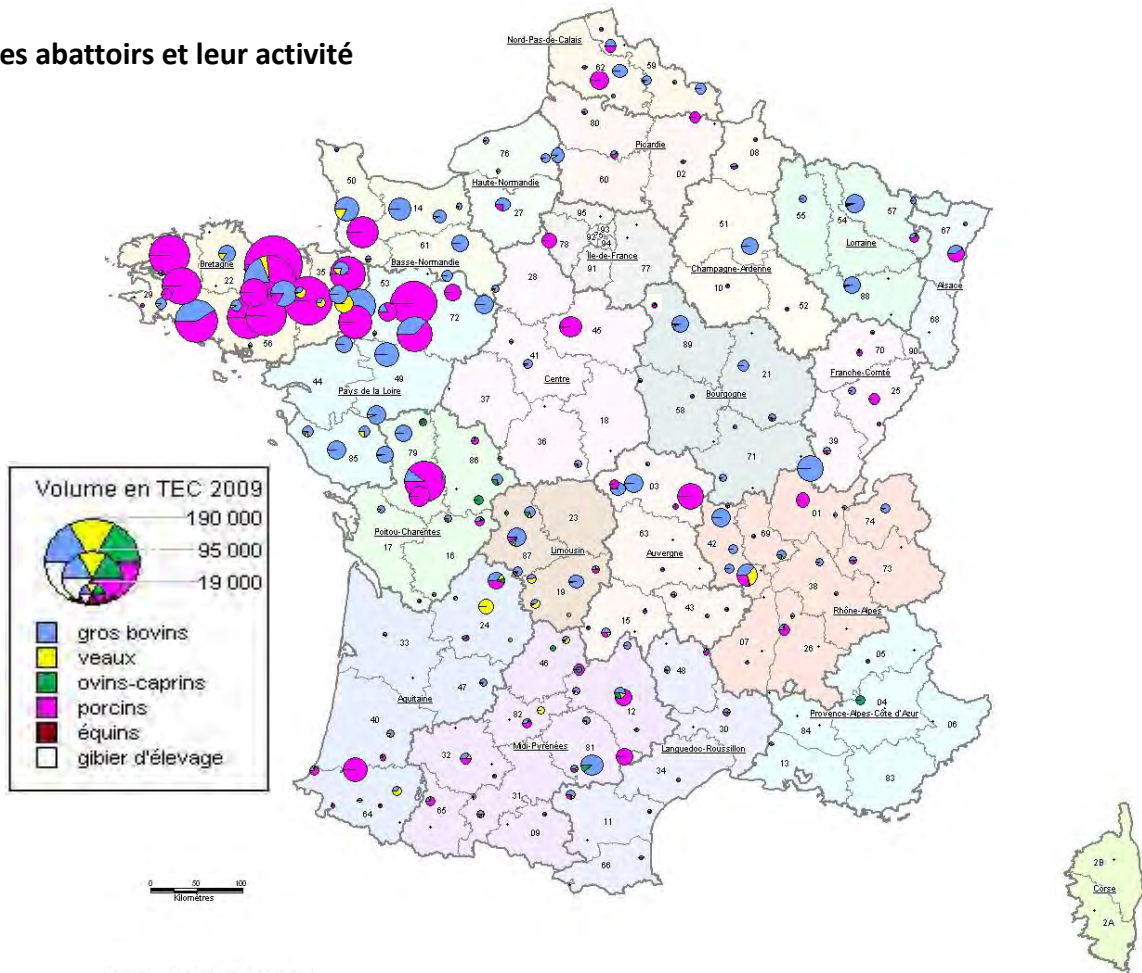 es abattoirs et leur activité
Nord-Pas-de-Calais
59
62
80
Picardie
76
08
02
60
50
Haute-Normandie
14
27
57
55
54
51
67
95
93
92
75
94
78
Lorraine
61
Île-de-France
Basse-Normandie
Bretagne
35
91
77
Champagne-Ardenne
22
53
88
Alsace
29
28
10
52
72
68
56
45
70
90
89
41
Franche-Comté
44
49
Centre
21
25
Pays de la Loire
Bourgogne
37
58
18
39
85
79
86
36
71
Volume en TEC 2009
190 000
95 000
19 000
gros bovins
veaux
ovins-caprins
porcins
équins
gibier d'élevage
03
01
74
23
69
63
42
Poitou-Charentes
Limousin
Auvergne
17
16
87
73
19
38
43
Rhône-Alpes
15
24
07
26
33
05
46
48
47
Aquitaine
12
04
82
Provence-Alpes-Côte d'Azur
40
30
06
84
32
Midi-Pyrénées
81
Languedoc-Roussillon
13
34
83
31
64
65
11
09
66
2B
Corse
2A
0 50 100
Kilomètres